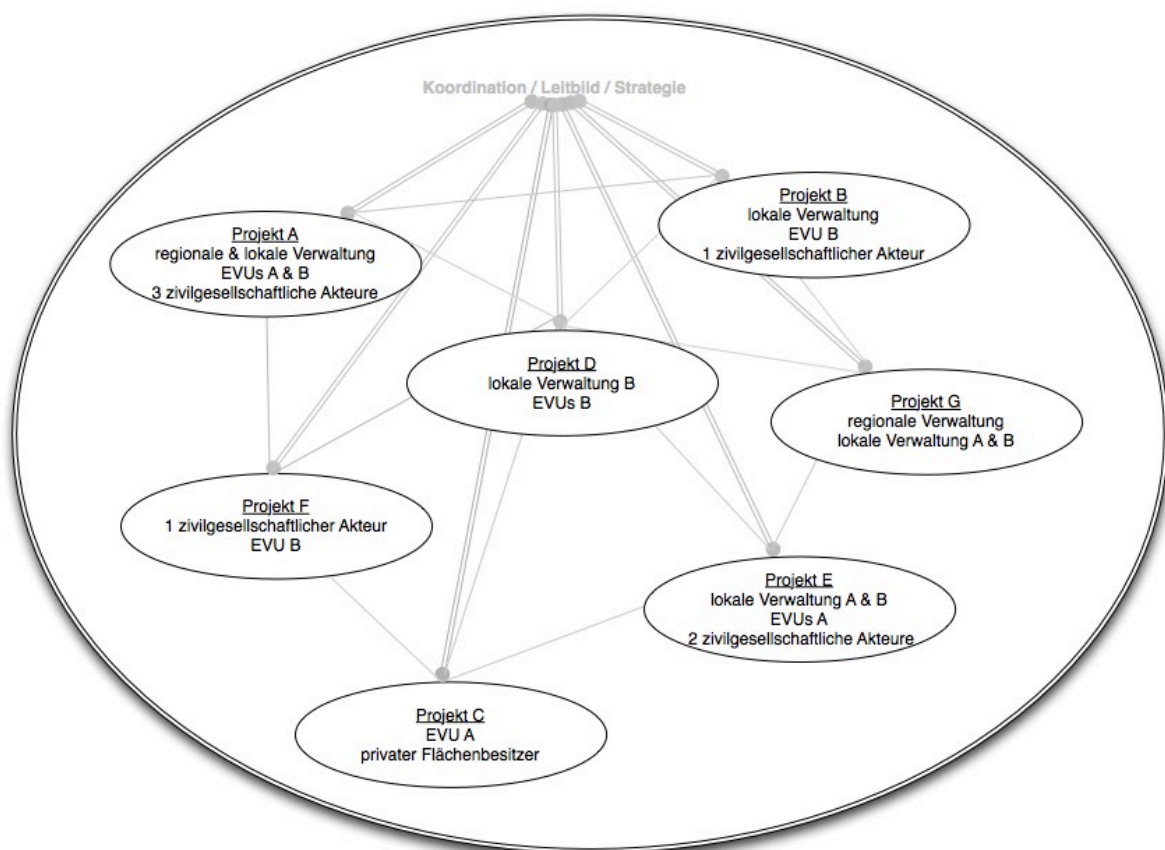 Koordination / Leitbild / Strategie
Projekt A
regionale & lokale Verwaltung
EVUs A & B
3 zivilgesellschaftliche Akteure
Projekt B
lokale Verwaltung
EVU B
1 zivilgesellschaftlicher Akteur
Projekt D
lokale Verwaltung B
EVUs B
Projekt G
regionale Verwaltung
lokale Verwaltung A & B
Projekt F
1 zivilgesellschaftlicher Akteur
EVU B
Projekt E
lokale Verwaltung A & B
EVUs A
2 zivilgesellschaftliche Akteure
Projekt C
EVU A
privater Flächenbesitzer